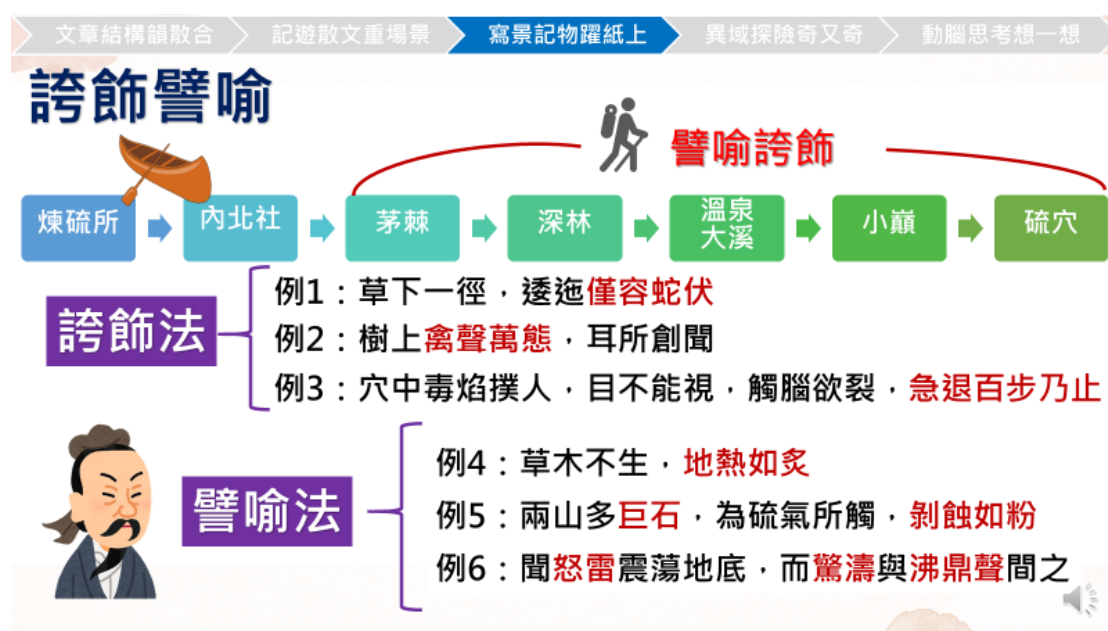 文章結構韻散合 記遊散文重場景 寫景記物躍紙上 異域探險奇又奇 動腦思考想一想
誇飾譬喻
譬喻誇飾
煉硫所 內北社 茅棘 深林 溫泉大溪 小巔 硫穴
誇飾法
例1：草下一徑，逶迤僅容蛇伏
例2：樹上禽聲萬態，耳所創聞
例3：穴中毒焰撲人，目不能視，觸腦欲裂，急退百步乃止
譬喻法
例4：草木不生，地熱如炙
例5：兩山多巨石，為硫氣所觸，剝蝕如粉
例6：聞怒雷震蕩地底，而驚濤與沸鼎聲間之